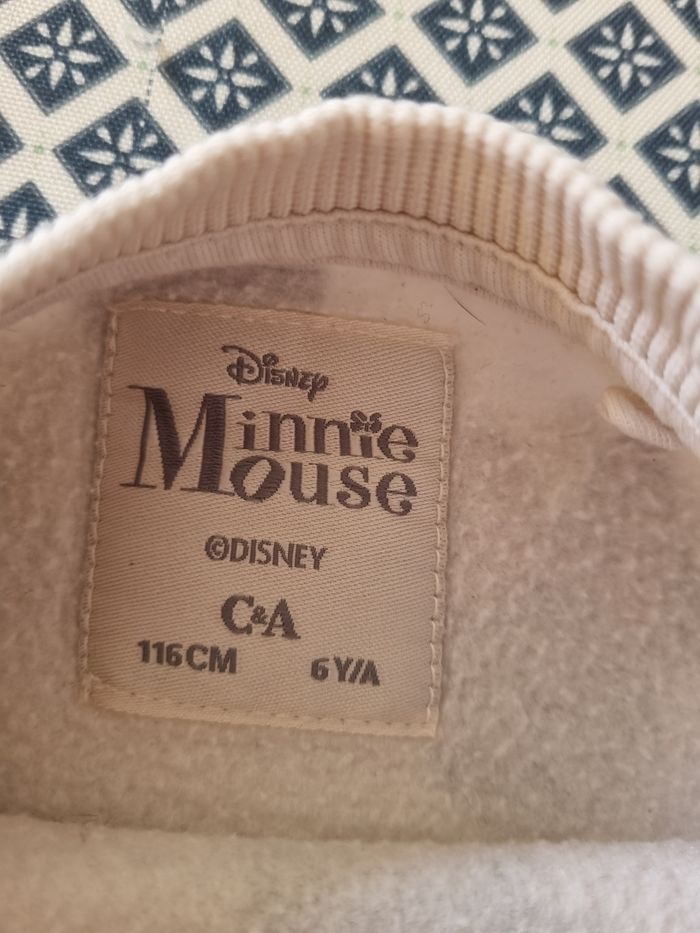 Disney
Minnie
Mouse
©DISNEY
C&A
116CM 6 Y/A